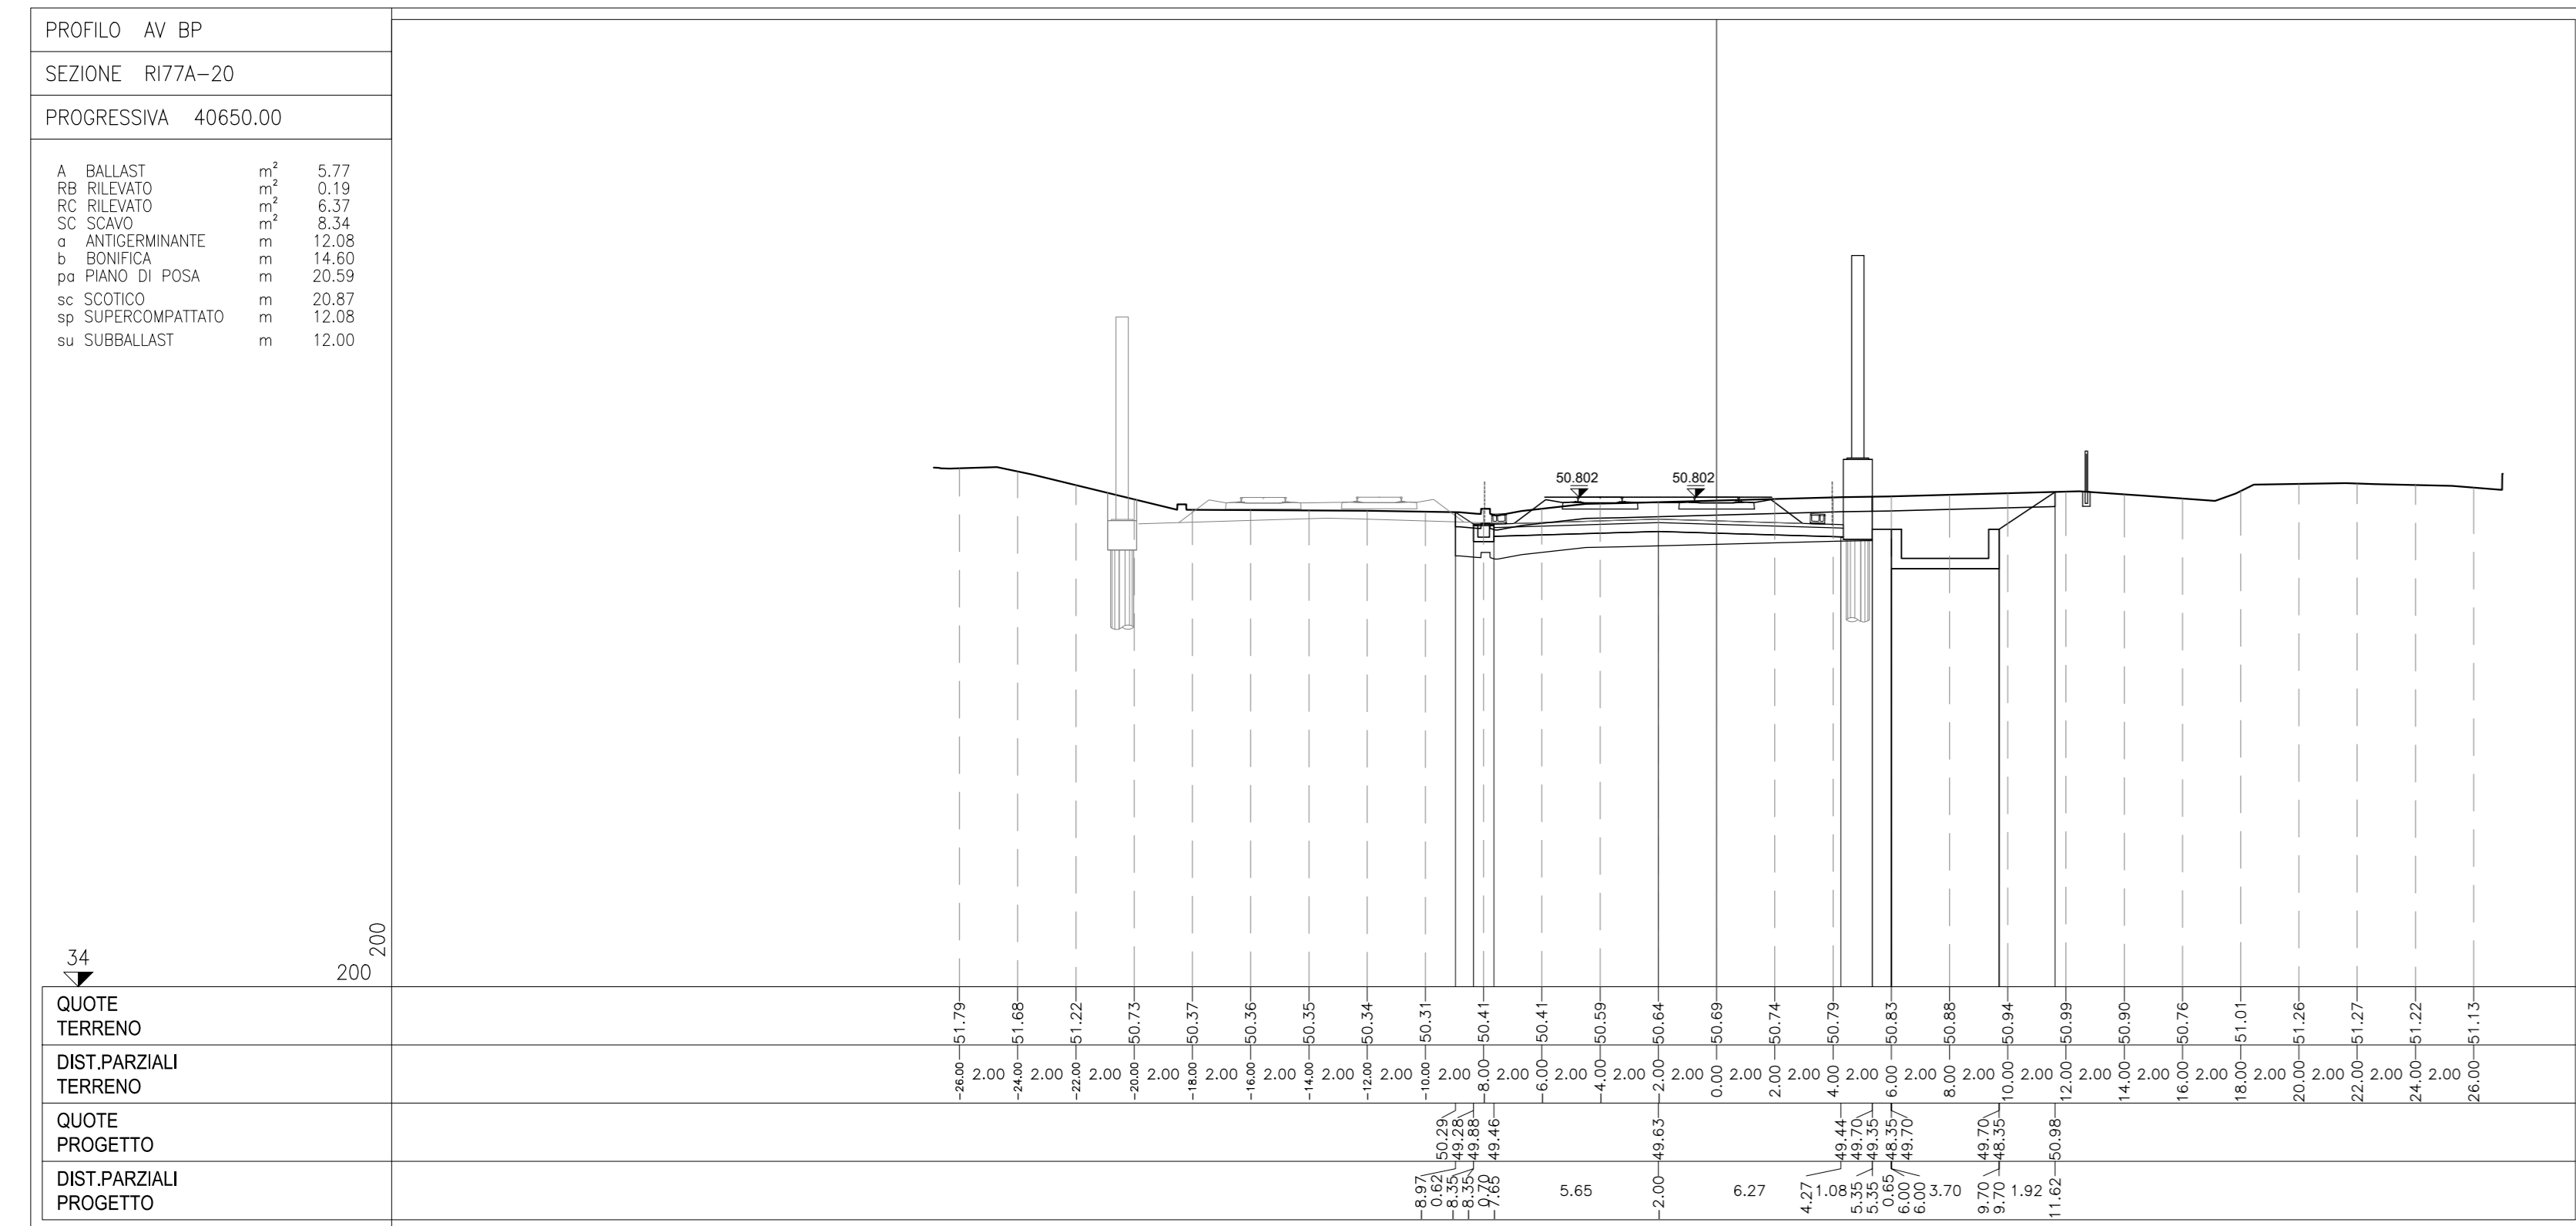 PROFILO AV BP
SEZIONE RI77A-20
PROGRESSIVA 40650.00
A BALLAST m² 5.77
RB RILEVATO m² 0.19
RC RILEVATO m² 6.37
SC SCAVO m² 8.34
a ANTIGERMINANTE m 12.08
b BONIFICA m 14.60
pa PIANO DI POSA m 20.59
sc SCOTICO m 20.87
sp SUPERCOMPATTATO m 12.08
su SUBBALLAST m 12.00
50.802 50.802
34
200
200
QUOTE
TERRENO
51.79 51.68 51.22 50.73 50.37 50.36 50.35 50.34 50.31 50.41 50.41 50.59 50.64 50.69 50.74 50.79 50.83 50.88 50.94 50.99 50.90 50.76 51.01 51.26 51.27 51.22 51.13
DIST.PARZIALI
TERRENO
-26.00 2.00 -24.00 2.00 -22.00 2.00 -20.00 2.00 -18.00 2.00 -16.00 2.00 -14.00 2.00 -12.00 2.00 -10.00 2.00 -8.00 2.00 -6.00 2.00 -4.00 2.00 -2.00 2.00 0.00 2.00 2.00 2.00 4.00 2.00 6.00 2.00 8.00 2.00 10.00 2.00 12.00 2.00 14.00 2.00 16.00 2.00 18.00 2.00 20.00 2.00 22.00 2.00 24.00 2.00 26.00
QUOTE
PROGETTO
50.29 49.28 49.88 49.46 49.63 49.44 49.70 49.35 48.35 49.70 49.70 48.35 50.98
DIST.PARZIALI
PROGETTO
-8.97 0.62 -8.35 -8.35 0.70 -7.65 5.65 -2.00 6.27 4.27 1.08 5.35 5.35 0.65 6.00 6.00 3.70 9.70 9.70 1.92 11.62